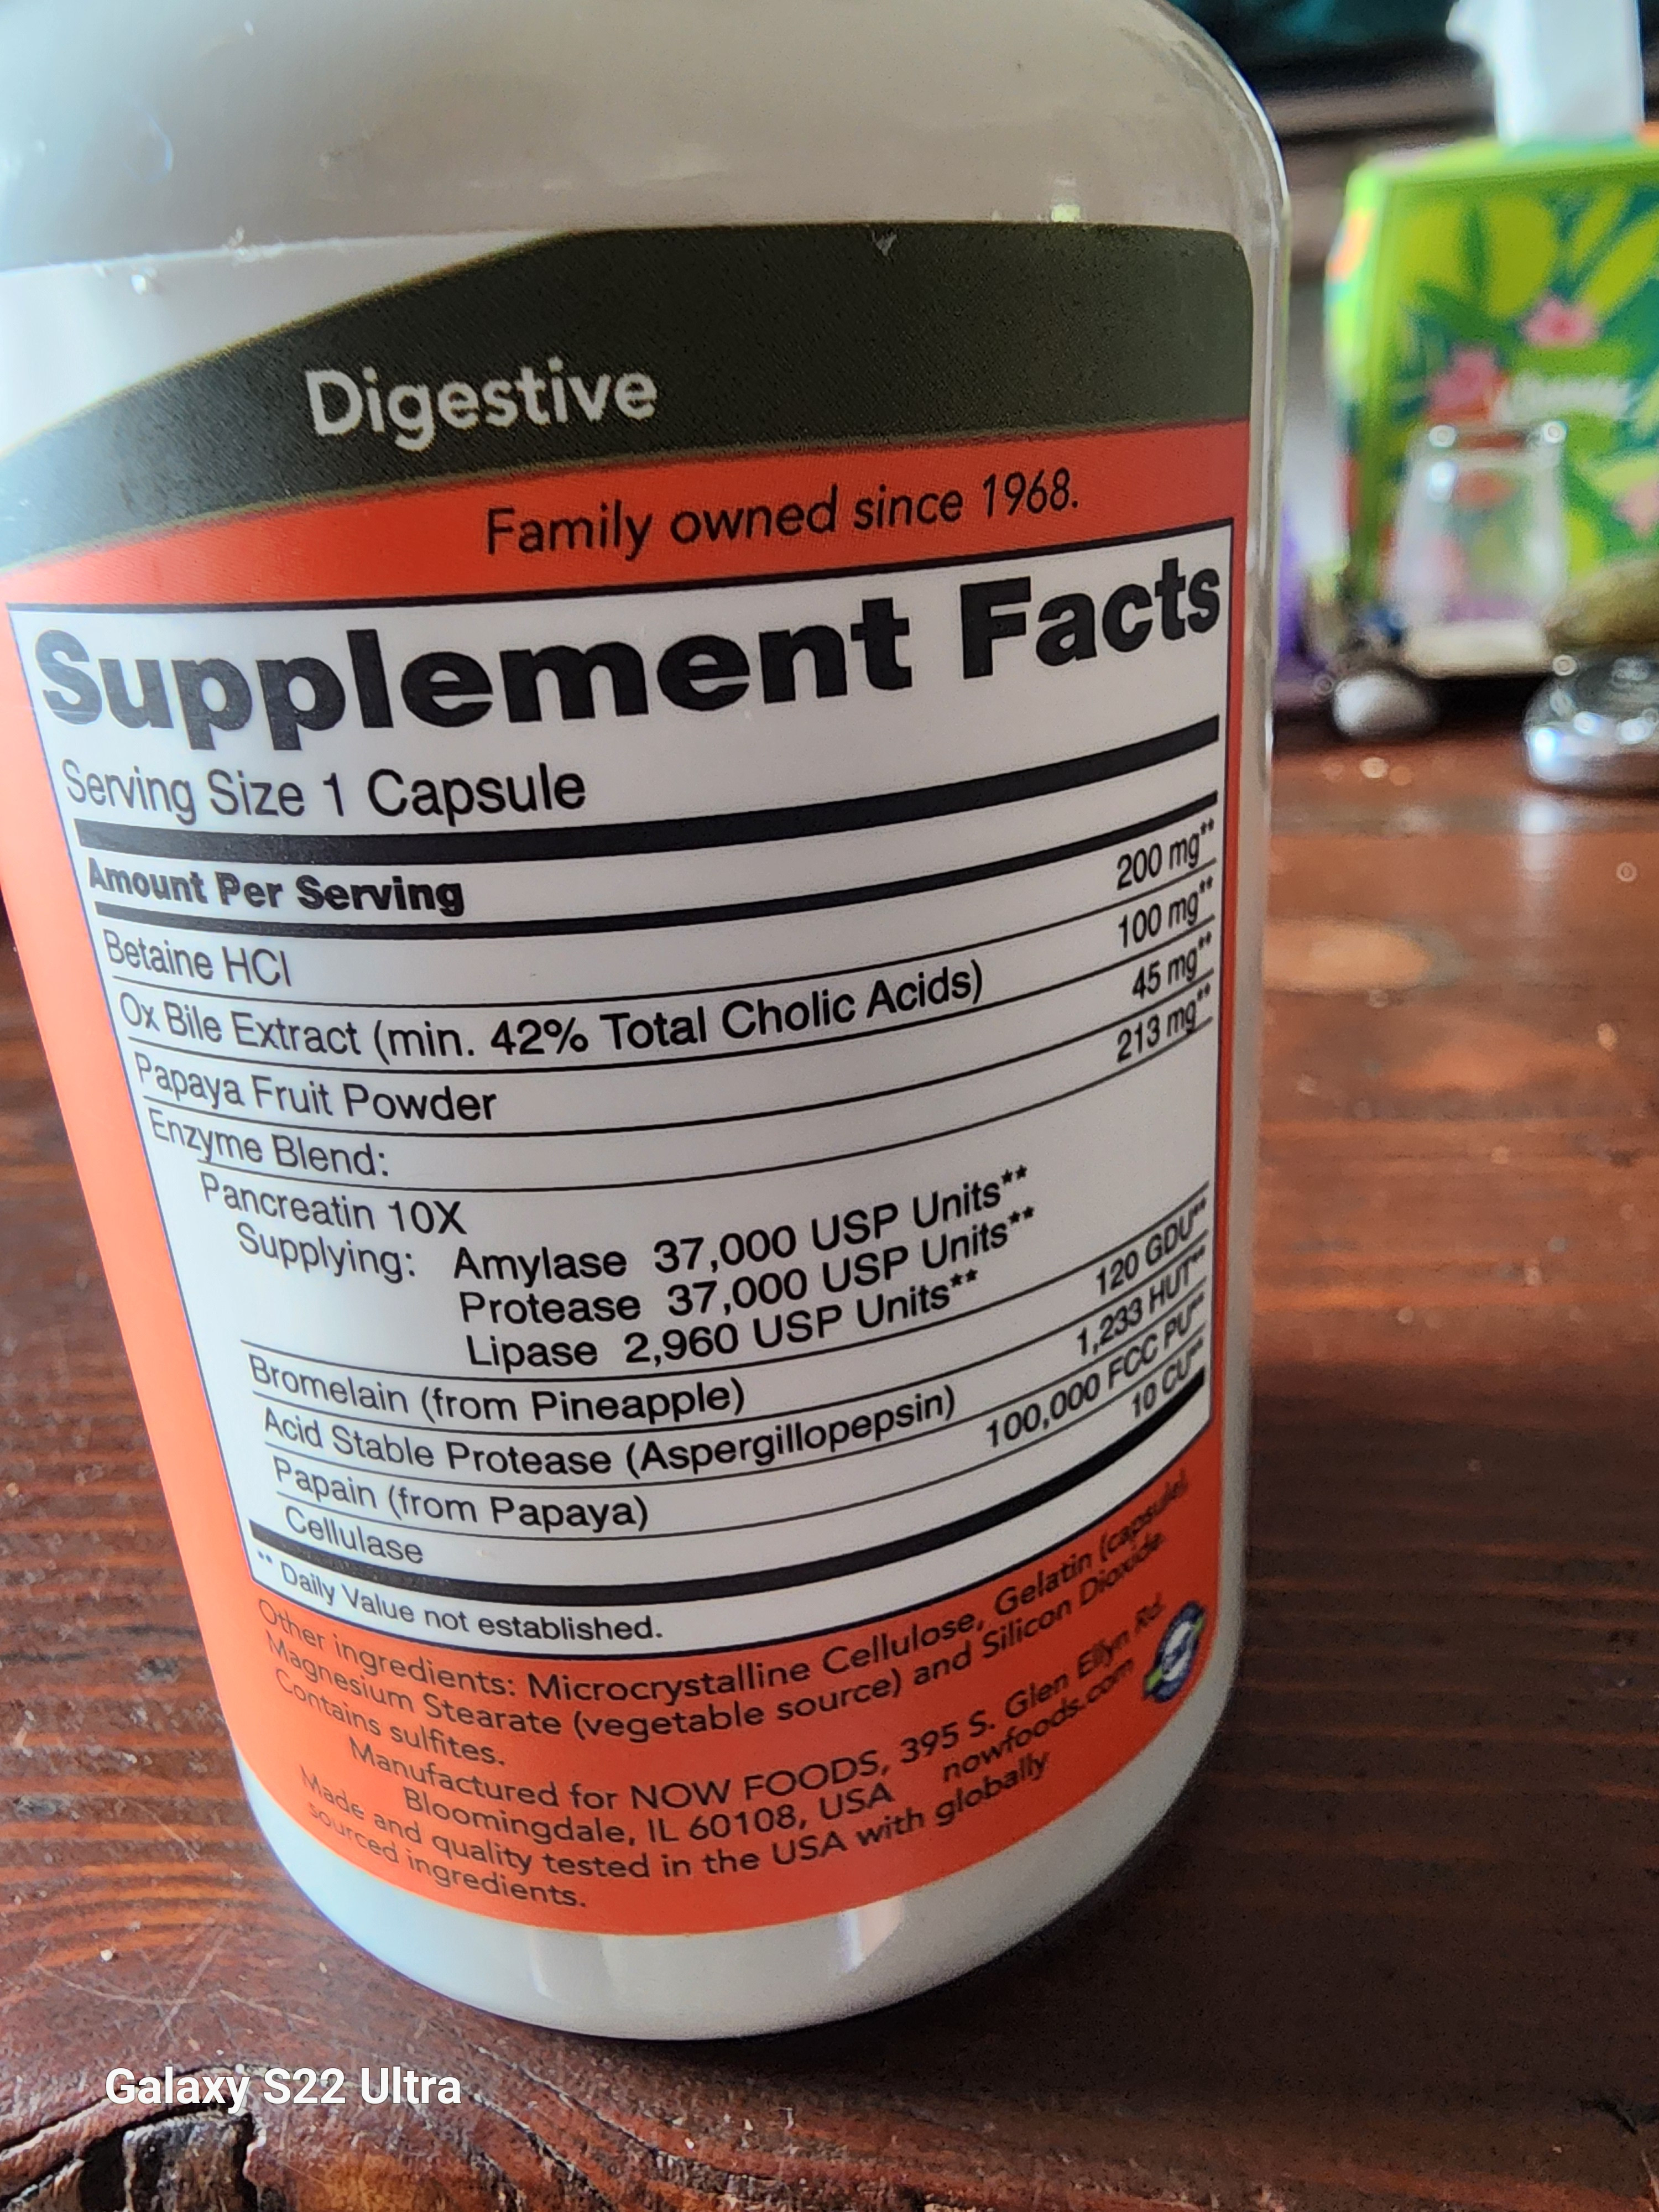 Digestive
Family owned since 1968.
Supplement Facts
Serving Size 1 Capsule
Amount Per Serving
Betaine HCl 200 mg**
Ox Bile Extract (min. 42% Total Cholic Acids) 100 mg**
Papaya Fruit Powder 45 mg**
Enzyme Blend: 213 mg**
Pancreatin 10X
Supplying: Amylase 37,000 USP Units**
Protease 37,000 USP Units**
Lipase 2,960 USP Units**
Bromelain (from Pineapple) 120 GDU**
Acid Stable Protease (Aspergillopepsin) 1,233 HUT**
Papain (from Papaya) 100,000 FCC PU**
Cellulase 10 CU**
** Daily Value not established.
Other ingredients: Microcrystalline Cellulose, Gelatin (capsule),
Magnesium Stearate (vegetable source) and Silicon Dioxide.
Contains sulfites.
Manufactured for NOW FOODS, 395 S. Glen Ellyn Rd.
Bloomingdale, IL 60108, USA nowfoods.com
Made and quality tested in the USA with globally
sourced ingredients.
Galaxy S22 Ultra